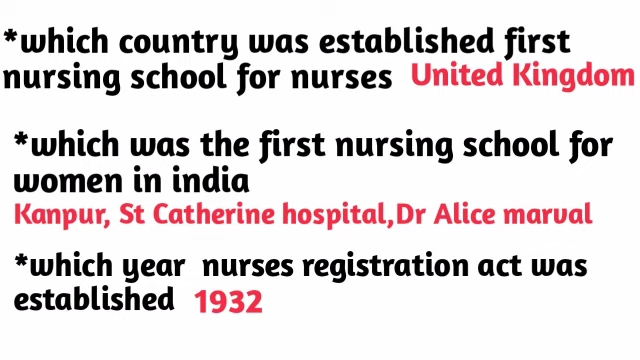 *which country was established first
nursing school for nurses United Kingdom
*which was the first nursing school for
women in india
Kanpur, St Catherine hospital,Dr Alice marval
*which year nurses registration act was
established 1932